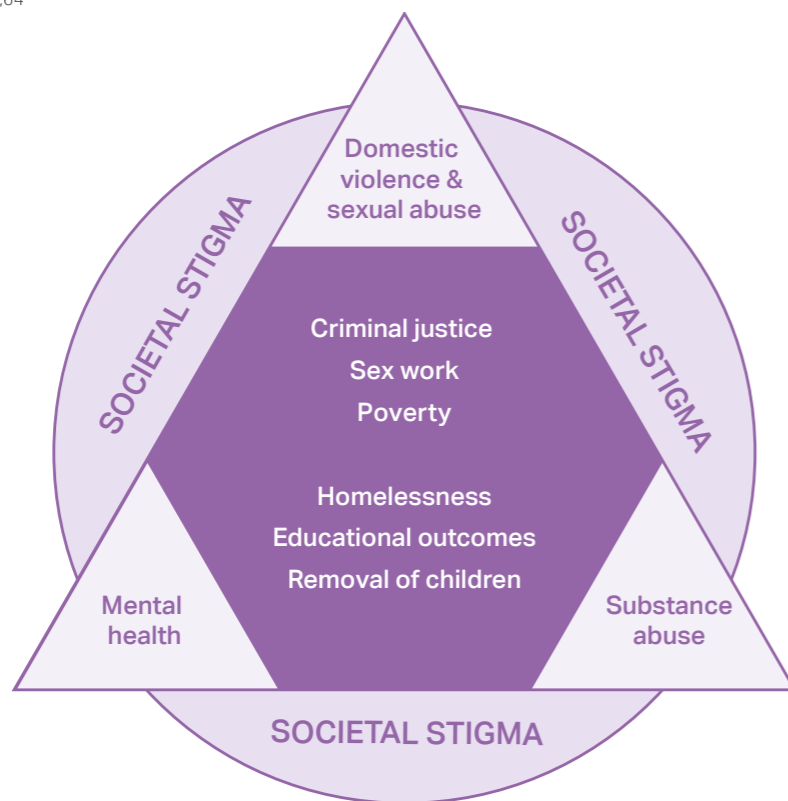 Domestic
violence &
sexual abuse
SOCIETAL STIGMA
SOCIETAL STIGMA
Criminal justice
Sex work
Poverty
Homelessness
Educational outcomes
Removal of children
Mental
health
Substance
abuse
SOCIETAL STIGMA